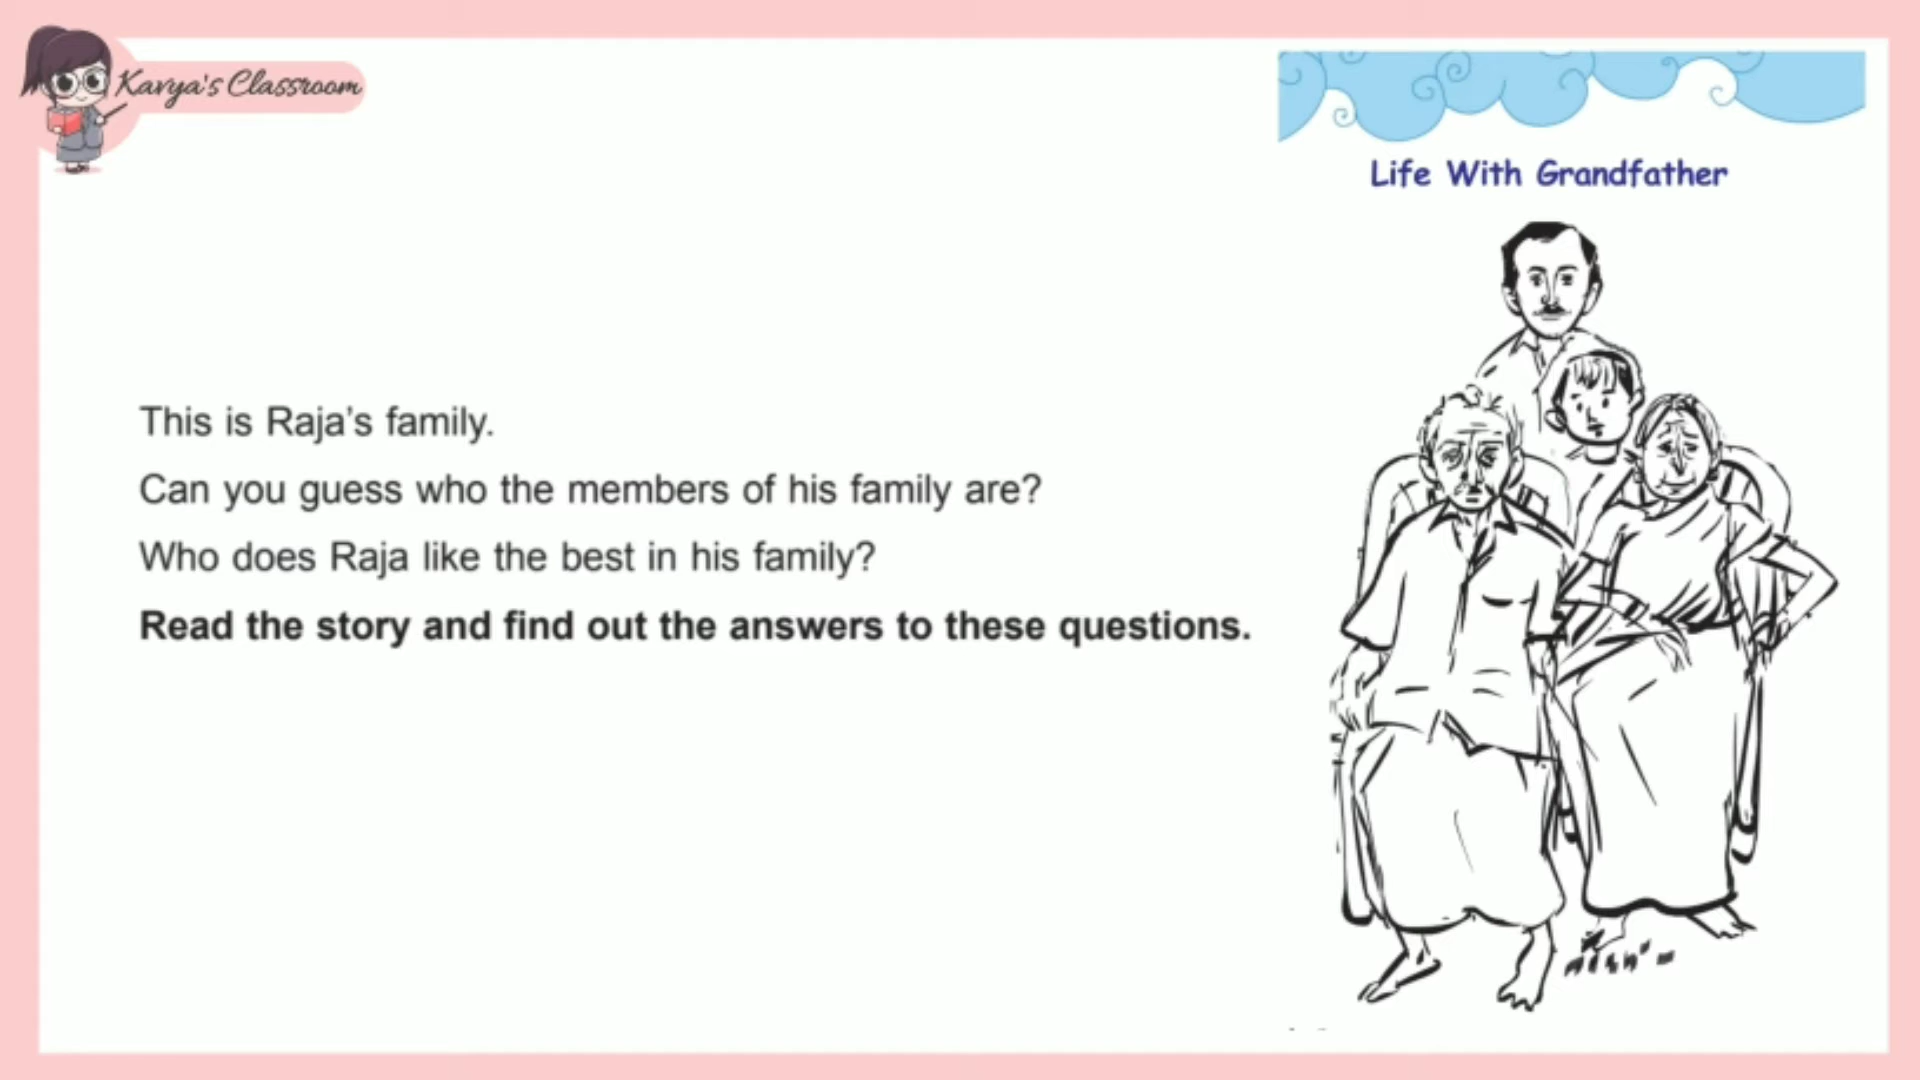 Kavya's Classroom
Life With Grandfather
This is Raja's family.
Can you guess who the members of his family are?
Who does Raja like the best in his family?
Read the story and find out the answers to these questions.